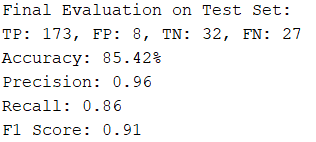 Final Evaluation on Test Set:
TP: 173, FP: 8, TN: 32, FN: 27
Accuracy: 85.42%
Precision: 0.96
Recall: 0.86
F1 Score: 0.91